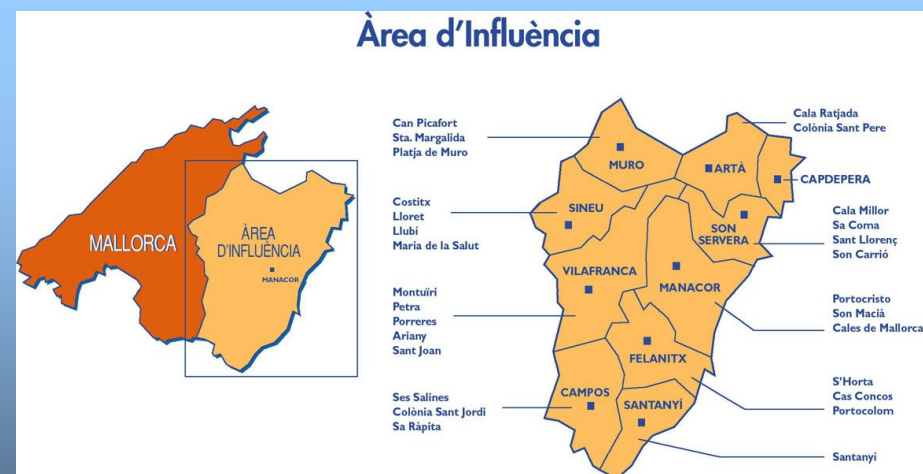 Àrea d'Influència
MALLORCA
ÀREA
D'INFLUÈNCIA
MANACOR
Can Picafort
Sta. Margalida
Platja de Muro
Costitx
Lloret
Llubí
Maria de la Salut
Montuïri
Petra
Porreres
Ariany
Sant Joan
Ses Salines
Colònia Sant Jordi
Sa Ràpita
MURO
ARTÀ
CAPDEPERA
SINEU
SON
SERVERA
VILAFRANCA
MANACOR
FELANITX
CAMPOS
SANTANYÍ
Cala Ratjada
Colònia Sant Pere
Cala Millor
Sa Coma
Sant Llorenç
Son Carrió
Portocristo
Son Macià
Cales de Mallorca
S'Horta
Cas Concos
Portocolom
Santanyí